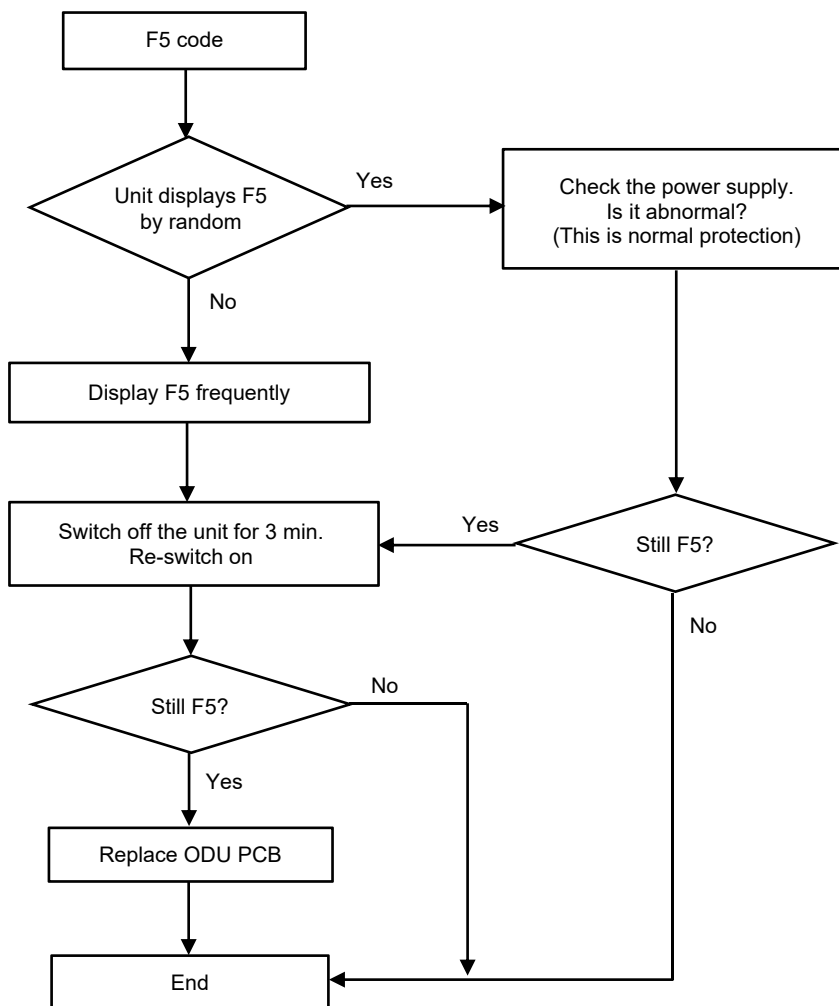 F5 code
Unit displays F5
by random
Yes
Check the power supply.
Is it abnormal?
(This is normal protection)
No
Display F5 frequently
Switch off the unit for 3 min.
Re-switch on
Yes
Still F5?
No
Still F5?
No
Yes
Replace ODU PCB
End